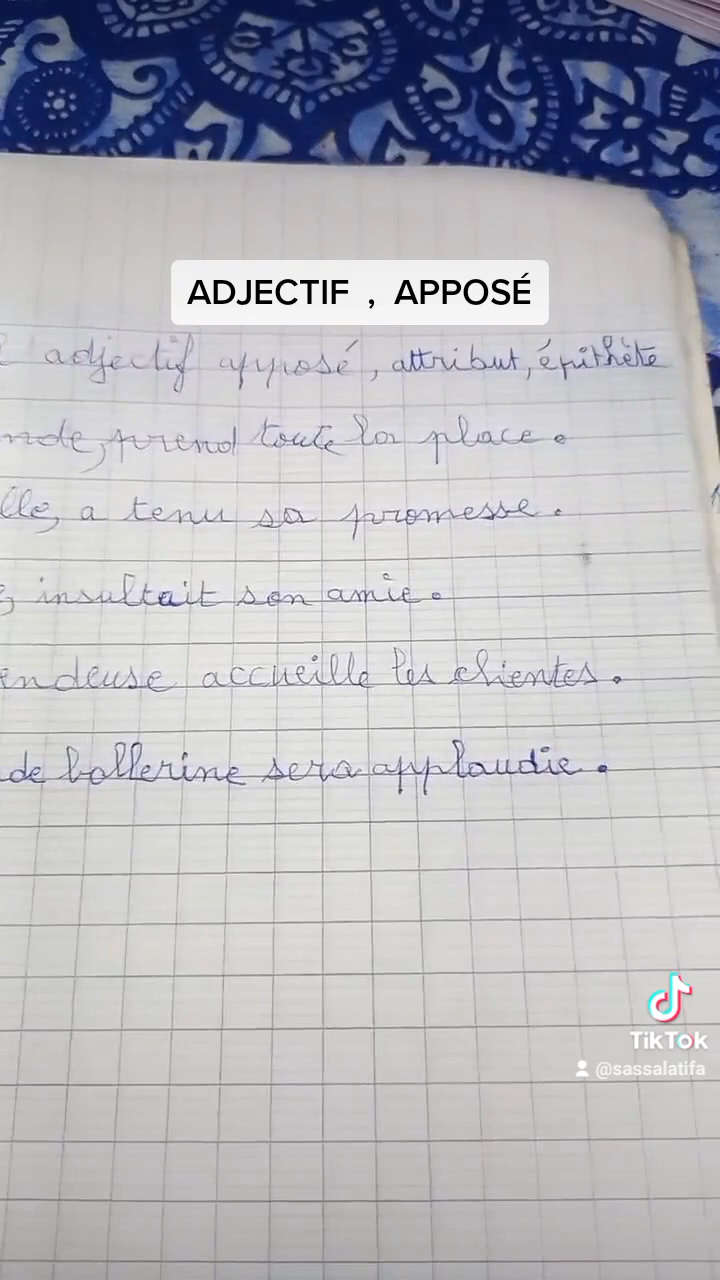 ADJECTIF , APPOSÉ
adjectif apposé, attribut, épithète
nde, prend toute la place.
lle, a tenu sa promesse.
, insultait son amie.
endeuse accueille les clientes.
de ballerine sera applaudie.
TikTok
@sassalatifa